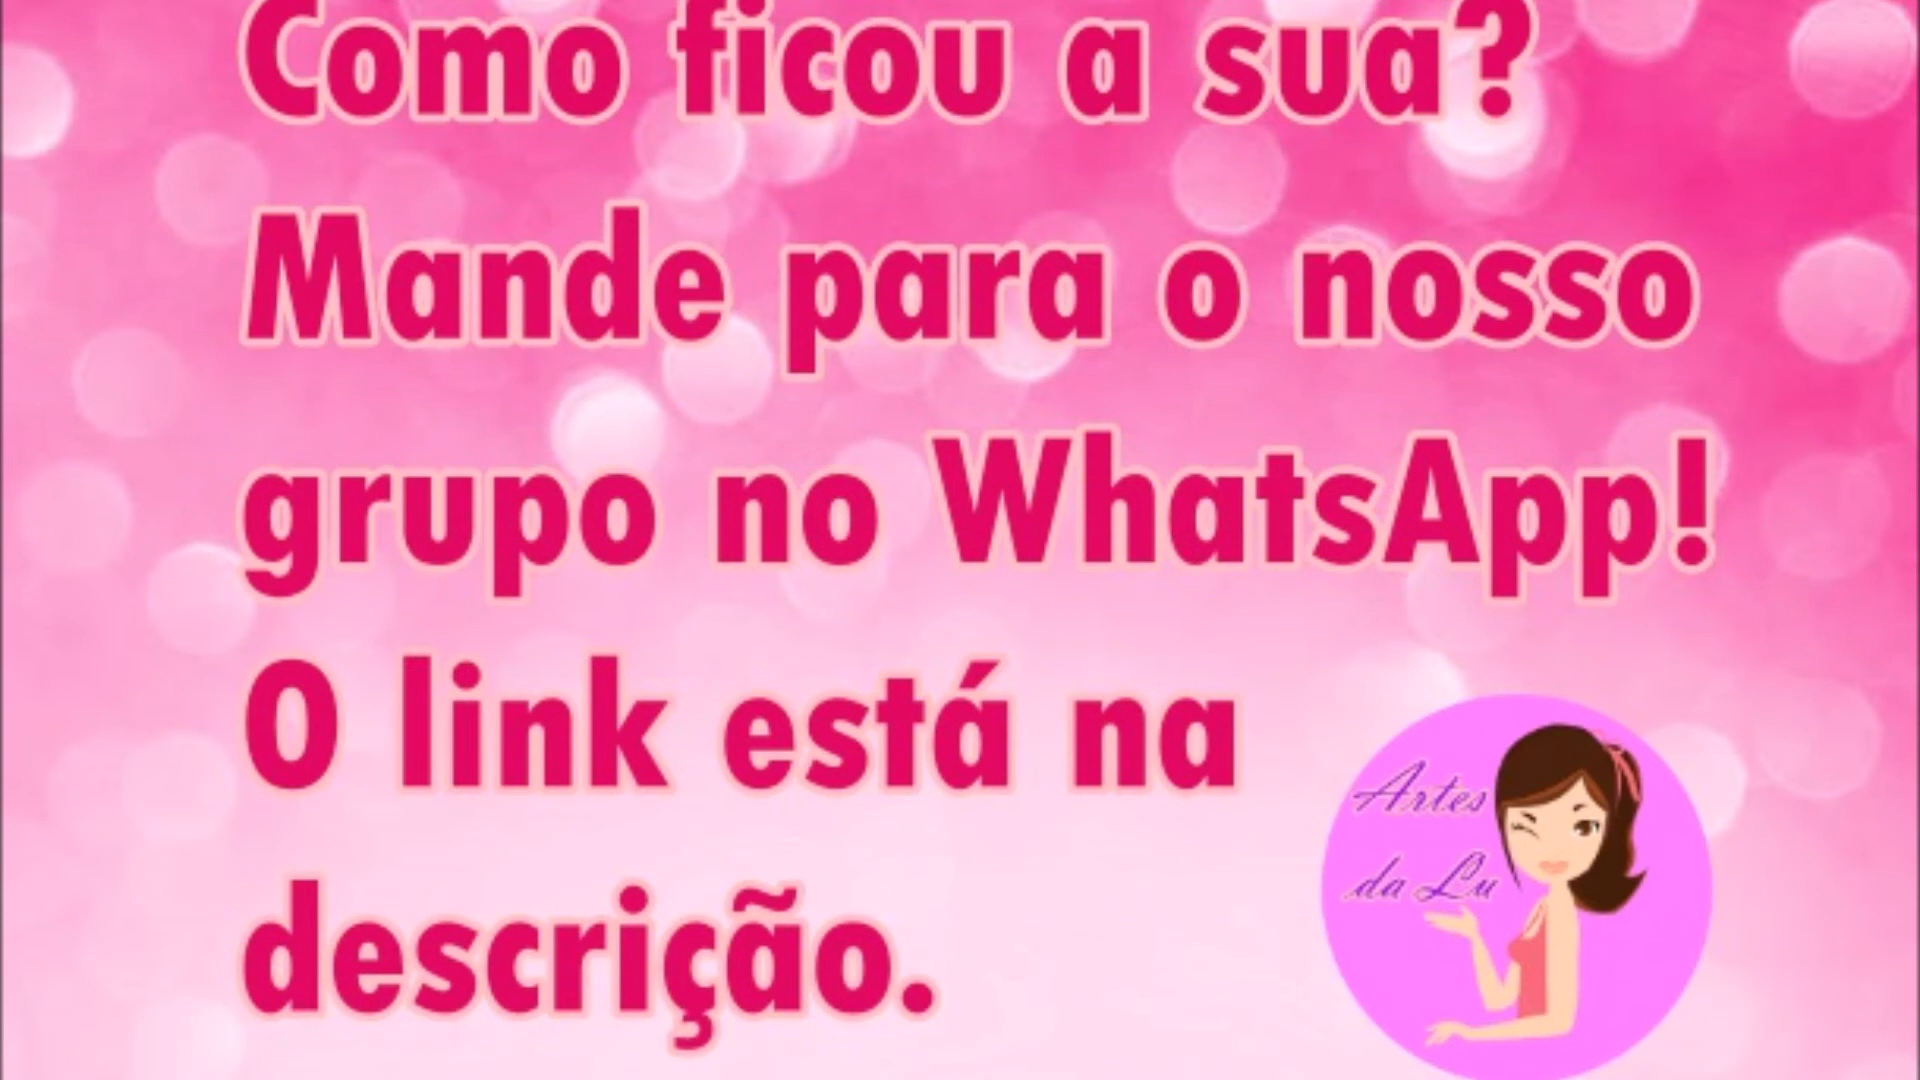 Como ficou a sua?
Mande para o nosso
grupo no WhatsApp!
O link está na
descrição.
Artes
da Lu